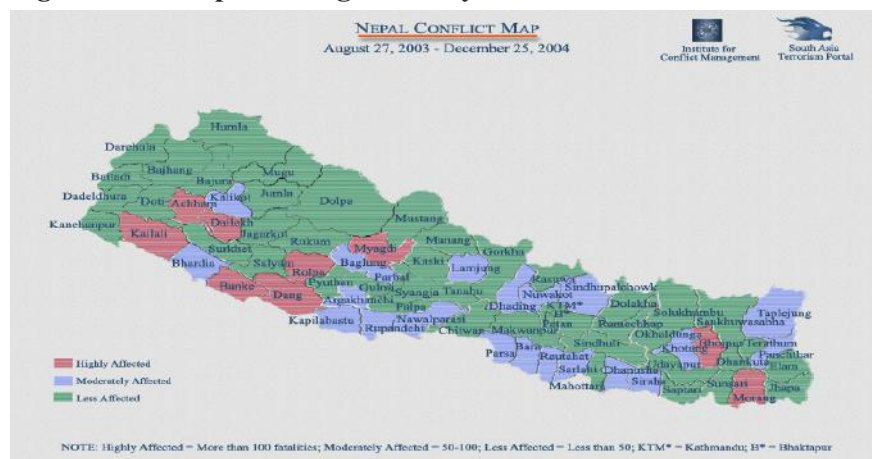 NEPAL CONFLICT MAP
August 27, 2003 - December 25, 2004
Institute for
Conflict Management
South Asia
Terrorism Portal
Humla
Darchula
Bajhang
Mugu
Baitadi
Bajura
Dadeldhura
Doti
Achham
Kalikot
Jumla
Dolpa
Kanchanpur
Kailali
Dailekh
Jajarkot
Mustang
Surkhet
Rukum
Myagdi
Manang
Gorkha
Bhardia
Salyan
Rolpa
Baglung
Kaski
Lamjung
Parbat
Rasuwa
Banke
Dang
Pyuthan
Gulmi
Syangja
Tanahu
Nuwakot
Sindhupalchowk
Arghakhanchi
Palpa
Dhading
KTM*
Dolakha
Solukhumbu
Taplejung
Kapilabastu
Rupandehi
Nawalparasi
Chitwan
Makwanpur
B*
Patan
Ramechhap
Sankhuwasabha
Okholdunga
Bhojpur
Terathum
Parsa
Bara
Sindhuli
Khotang
Panchthar
Rautahat
Sarlahi
Dhanusha
Udayapur
Dhankuta
Elam
Mahottari
Siraha
Saptari
Sunsari
Morang
Jhapa
Highly Affected
Moderately Affected
Less Affected
NOTE: Highly Affected = More than 100 fatalities; Moderately Affected = 50-100; Less Affected = Less than 50; KTM* = Kathmandu; B* = Bhaktapur